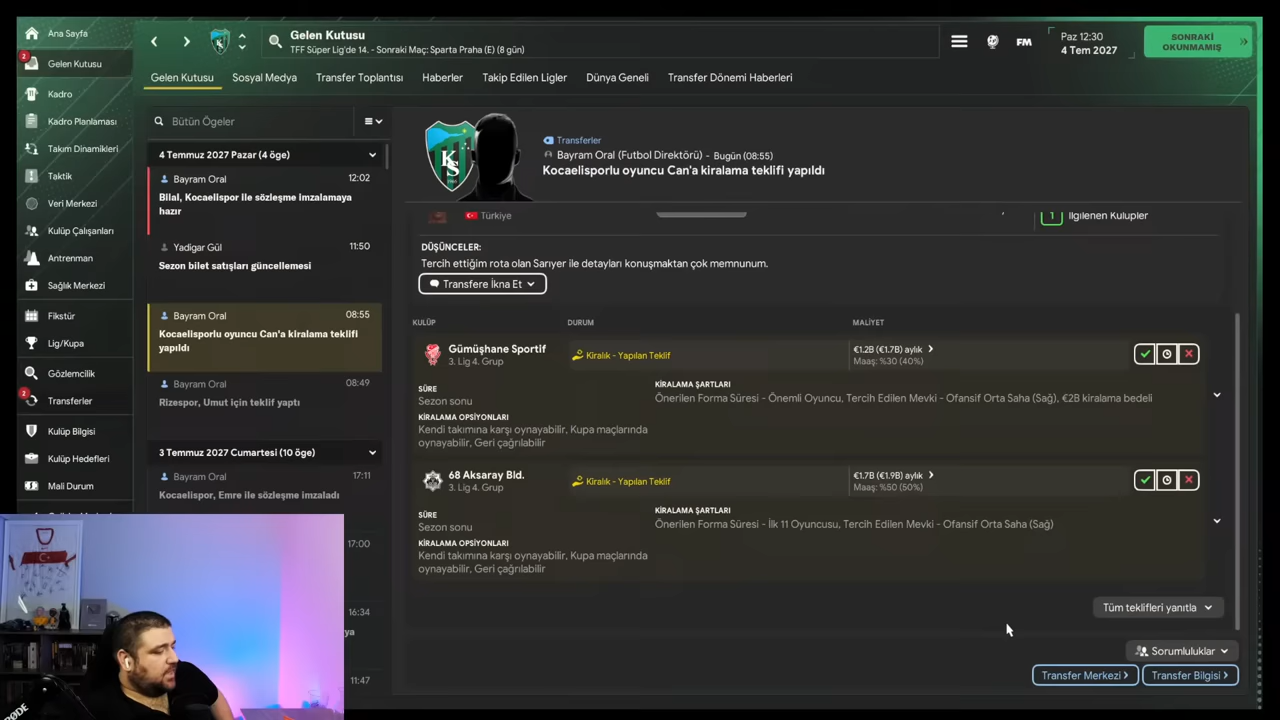 Ana Sayfa
2
Gelen Kutusu
Kadro
Kadro Planlaması
Takım Dinamikleri
Taktik
Veri Merkezi
Kulüp Çalışanları
Antrenman
Sağlık Merkezi
Fikstür
Lig/Kupa
Gözlemcilik
2
Transferler
Kulüp Bilgisi
Kulüp Hedefleri
Mali Durum
Gelen Kutusu
TFF Süper Lig'de 14. - Sonraki Maç: Sparta Praha (E) (8 gün)
FM
Paz 12:30
4 Tem 2027
SONRAKİ
OKUNMAMIŞ
Gelen Kutusu
Sosyal Medya
Transfer Toplantısı
Haberler
Takip Edilen Ligler
Dünya Geneli
Transfer Dönemi Haberleri
Bütün Ögeler
4 Temmuz 2027 Pazar (4 öge)
Bayram Oral 12:02
Bilal, Kocaelispor ile sözleşme imzalamaya
hazır
Yadigar Gül 11:50
Sezon bilet satışları güncellemesi
Bayram Oral 08:55
Kocaelisporlu oyuncu Can'a kiralama teklifi
yapıldı
Bayram Oral 08:49
Rizespor, Umut için teklif yaptı
3 Temmuz 2027 Cumartesi (10 öge)
Bayram Oral 17:11
Kocaelispor, Emre ile sözleşme imzaladı
17:00
16:34
ya
11:47
KS
Transferler
Bayram Oral (Futbol Direktörü) - Bugün (08:55)
Kocaelisporlu oyuncu Can'a kiralama teklifi yapıldı
Türkiye
1 İlgilenen Kulüpler
DÜŞÜNCELER:
Tercih ettiğim rota olan Sarıyer ile detayları konuşmaktan çok memnunum.
Transfere İkna Et
KULÜP DURUM MALİYET
Gümüşhane Sportif
3. Lig 4. Grup
Kiralık - Yapılan Teklif
€1.2B (€1.7B) aylık
Maaş: %30 (40%)
SÜRE
Sezon sonu
KİRALAMA OPSİYONLARI
Kendi takımına karşı oynayabilir, Kupa maçlarında
oynayabilir, Geri çağrılabilir
KİRALAMA ŞARTLARI
Önerilen Forma Süresi - Önemli Oyuncu, Tercih Edilen Mevki - Ofansif Orta Saha (Sağ), €2B kiralama bedeli
68 Aksaray Bld.
3. Lig 4. Grup
Kiralık - Yapılan Teklif
€1.7B (€1.9B) aylık
Maaş: %50 (50%)
SÜRE
Sezon sonu
KİRALAMA OPSİYONLARI
Kendi takımına karşı oynayabilir, Kupa maçlarında
oynayabilir, Geri çağrılabilir
KİRALAMA ŞARTLARI
Önerilen Forma Süresi - İlk 11 Oyuncusu, Tercih Edilen Mevki - Ofansif Orta Saha (Sağ)
Tüm teklifleri yanıtla
Sorumluluklar
Transfer Merkezi
Transfer Bilgisi
RØDE